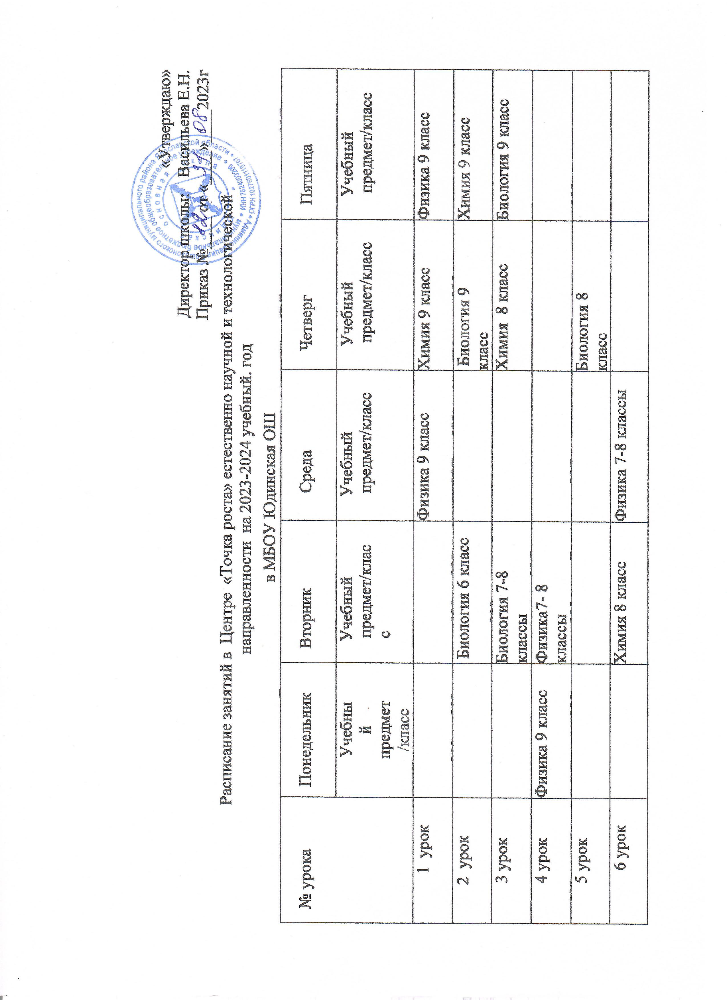 «Утверждаю»
Директор школы: Васильева Е.Н.
Приказ № 82 от « 31 » 08 2023г
Расписание занятий в Центре «Точка роста» естественно научной и технологической
направленности на 2023-2024 учебный. год
в МБОУ Юдинская ОШ
№ урока Понедельник Вторник Среда Четверг Пятница
Учебны
й
предмет
/класс
Учебный
предмет/клас
с
Учебный
предмет/класс
Учебный
предмет/класс
Учебный
предмет/класс
1 урок Физика 9 класс Химия 9 класс Физика 9 класс
2 урок Биология 6 класс Биология 9
класс
Химия 9 класс
3 урок Биология 7-8
классы
Химия 8 класс Биология 9 класс
4 урок Физика 9 класс Физика7- 8
классы
5 урок Биология 8
класс
6 урок Химия 8 класс Физика 7-8 классы
ОГРН 1027601116707
ИНН 7624003206